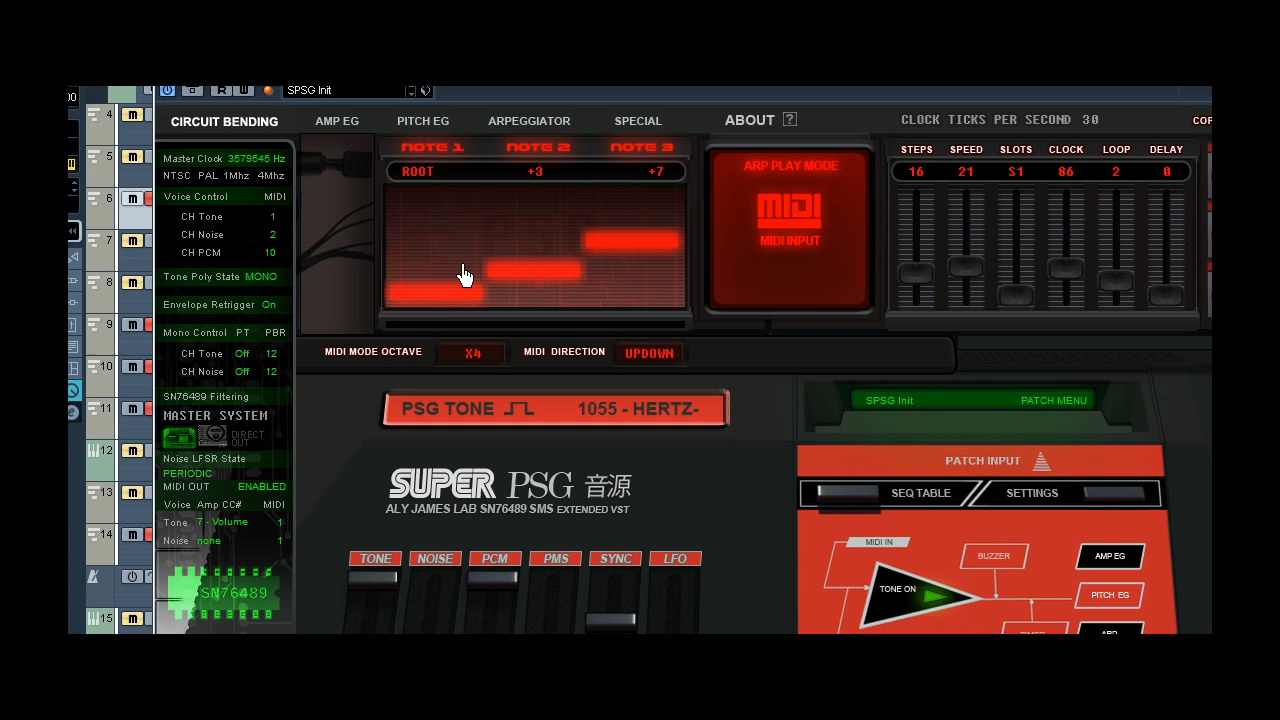 00
SPSG Init
R W
CIRCUIT BENDING
AMP EG
PITCH EG
ARPEGGIATOR
SPECIAL
ABOUT ?
CLOCK TICKS PER SECOND 30
NOTE 1 NOTE 2 NOTE 3
ROOT +3 +7
ARP PLAY MODE
MIDI
MIDI INPUT
STEPS SPEED SLOTS CLOCK LOOP DELAY
16 21 S1 86 2 0
Master Clock 3579545 Hz
NTSC PAL 1Mhz 4Mhz
Voice Control MIDI
CH Tone 1
CH Noise 2
CH PCM 10
Tone Poly State MONO
Envelope Retrigger On
Mono Control PT PBR
CH Tone Off 12
CH Noise Off 12
SN76489 Filtering
MASTER SYSTEM
DIRECT
OUT
Noise LFSR State
PERIODIC
MIDI OUT ENABLED
Voice Amp CC# MIDI
Tone 7 - Volume 1
Noise none 1
SN76489
4 m
5 m
6 m
7 m
8 m
9 m
10 m
11 m
12 m
13 m
14 m
15 m
MIDI MODE OCTAVE X4 MIDI DIRECTION UPDOWN
PSG TONE 1055 - HERTZ-
SPSG Init PATCH MENU
SUPER PSG 音源
ALY JAMES LAB SN76489 SMS EXTENDED VST
TONE NOISE PCM PMS SYNC LFO
PATCH INPUT
SEQ TABLE SETTINGS
MIDI IN
BUZZER
AMP EG
TONE ON
PITCH EG